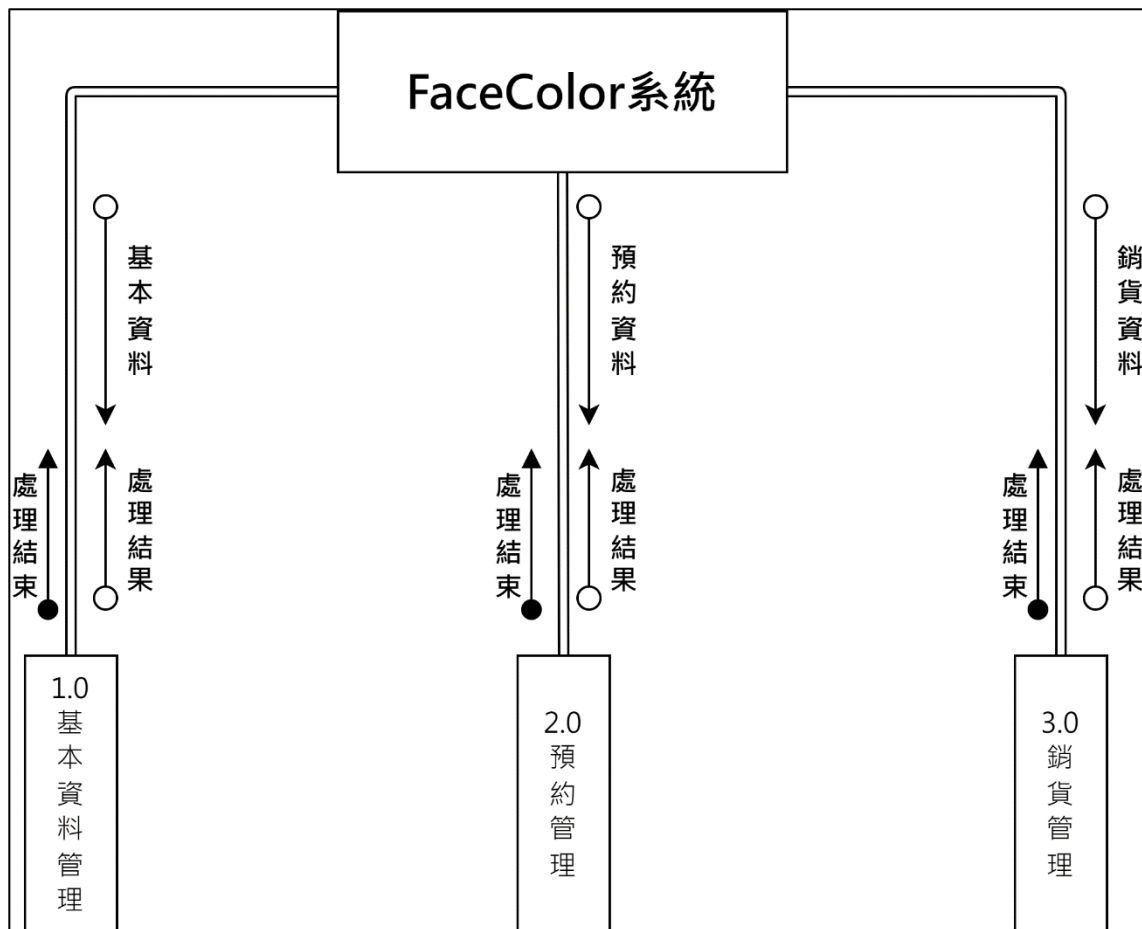 FaceColor系統
基本資料
預約資料
銷貨資料
處理結束
處理結果
處理結束
處理結果
處理結束
處理結果
1.0
基本資料管理
2.0
預約管理
3.0
銷貨管理